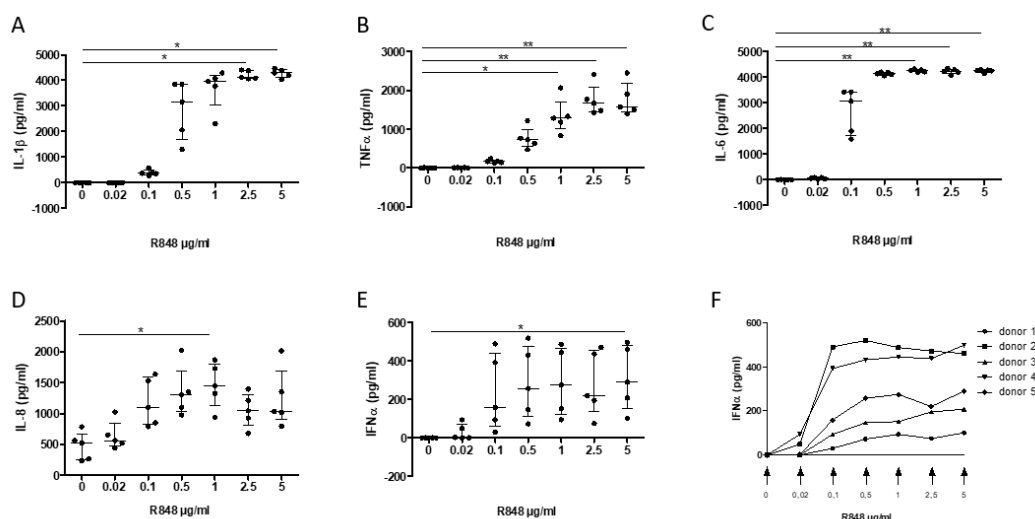 A
*
*
IL-1β (pg/ml)
5000
4000
3000
2000
1000
0
-1000
0 0.02 0.1 0.5 1 2.5 5
R848 µg/ml
B
**
**
*
TNFα (pg/ml)
3000
2000
1000
0
-1000
0 0.02 0.1 0.5 1 2.5 5
R848 µg/ml
C
**
**
**
IL-6 (pg/ml)
5000
4000
3000
2000
1000
0
-1000
0 0.02 0.1 0.5 1 2.5 5
R848 µg/ml
D
*
IL-8 (pg/ml)
2500
2000
1500
1000
500
0
0 0.02 0.1 0.5 1 2.5 5
R848 µg/ml
E
*
IFNα (pg/ml)
600
400
200
0
-200
0 0.02 0.1 0.5 1 2.5 5
R848 µg/ml
F
IFNα (pg/ml)
600
400
200
0
0 0,02 0,1 0,5 1 2,5 5
R848 µg/ml
donor 1
donor 2
donor 3
donor 4
donor 5